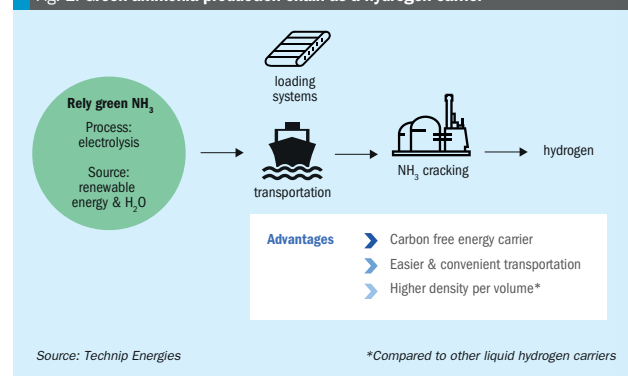 Fig. 2: Green ammonia production chain as a hydrogen carrier
Rely green NH₃
Process:
electrolysis
Source:
renewable
energy & H₂O
loading
systems
transportation
NH₃ cracking
hydrogen
Advantages
Carbon free energy carrier
Easier & convenient transportation
Higher density per volume*
Source: Technip Energies
*Compared to other liquid hydrogen carriers